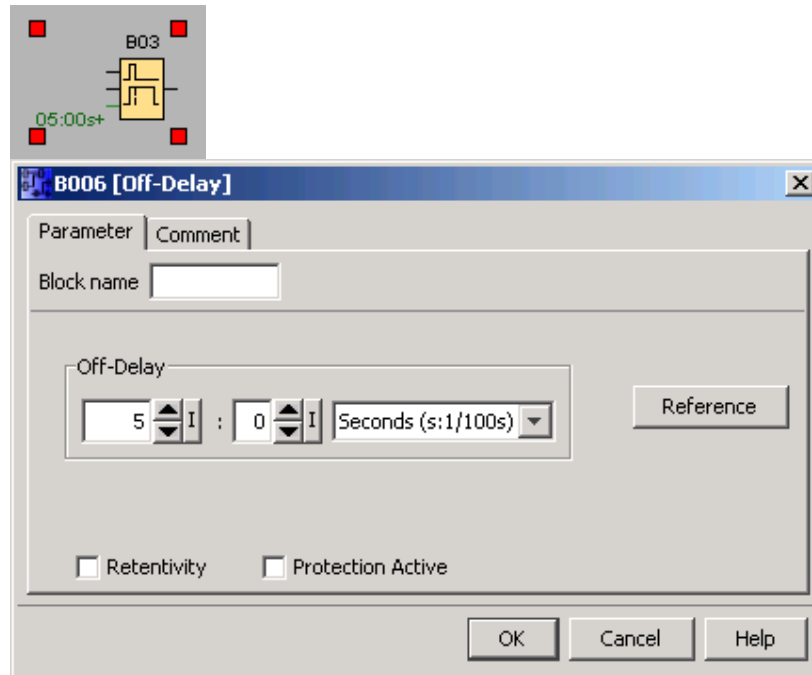 B03
05:00s+
B006 [Off-Delay]
Parameter Comment
Block name
Off-Delay
5 I : 0 I Seconds (s:1/100s)
Reference
Retentivity Protection Active
OK Cancel Help